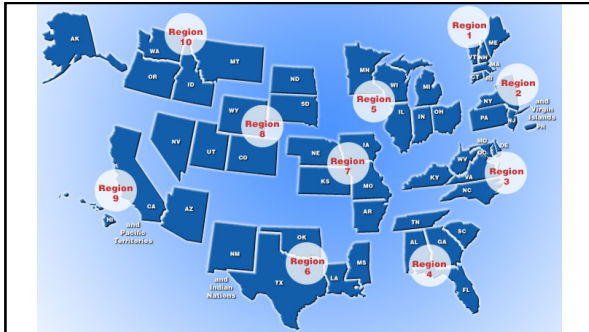 AK
WA
Region
10
MT
OR
ID
ND
SD
WY
Region
8
NV
UT
CO
MN
WI
MI
Region
5
IL
IN
OH
Region
1
ME
VT
NH
MA
CT
RI
Region
2
NY
PA
NJ
and
Virgin Islands
PR
NE
IA
Region
7
KS
MO
AR
MD
DE
DC
WV
VA
KY
NC
Region
3
Region
9
CA
AZ
HI
and Pacific
Territories
NM
OK
Region
6
TX
LA
MS
and
Indian
Nations
TN
AL
GA
SC
Region
4
FL